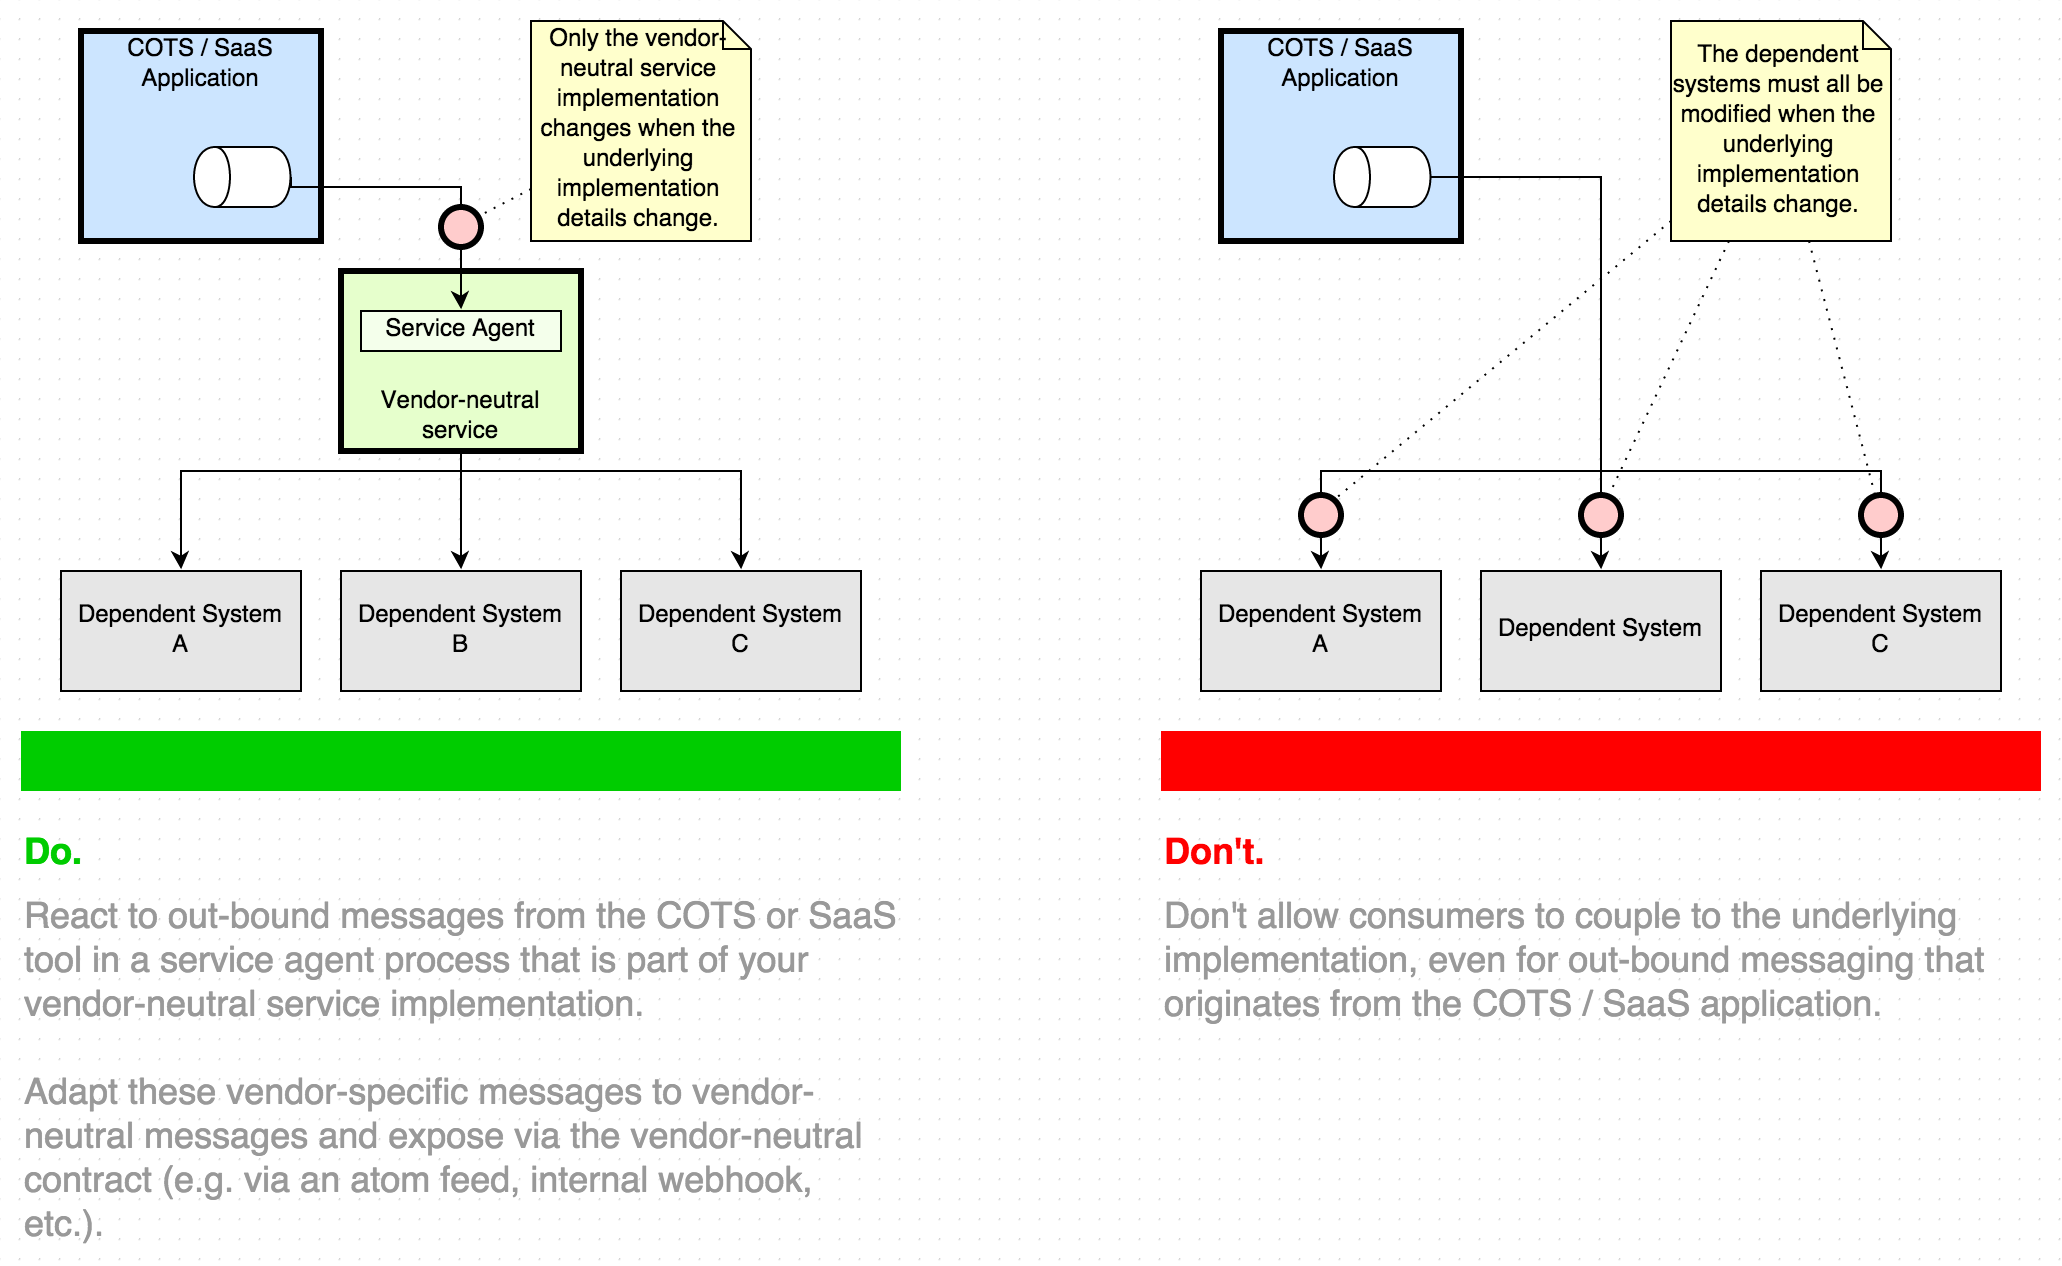 COTS / SaaS
Application
Only the vendor-
neutral service
implementation
changes when the
underlying
implementation
details change.
Service Agent
Vendor-neutral
service
Dependent System
A
Dependent System
B
Dependent System
C
Do.
React to out-bound messages from the COTS or SaaS
tool in a service agent process that is part of your
vendor-neutral service implementation.
Adapt these vendor-specific messages to vendor-
neutral messages and expose via the vendor-neutral
contract (e.g. via an atom feed, internal webhook,
etc.).
COTS / SaaS
Application
The dependent
systems must all be
modified when the
underlying
implementation
details change.
Dependent System
A
Dependent System
Dependent System
C
Don't.
Don't allow consumers to couple to the underlying
implementation, even for out-bound messaging that
originates from the COTS / SaaS application.